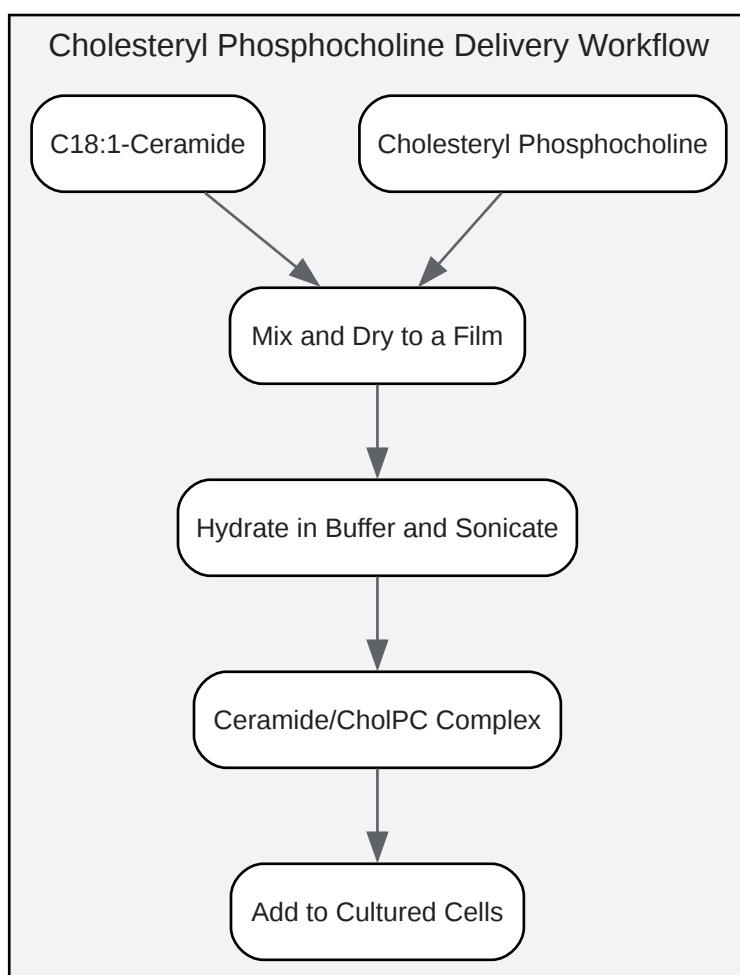 Cholesteryl Phosphocholine Delivery Workflow
C18:1-Ceramide
Cholesteryl Phosphocholine
Mix and Dry to a Film
Hydrate in Buffer and Sonicate
Ceramide/CholPC Complex
Add to Cultured Cells